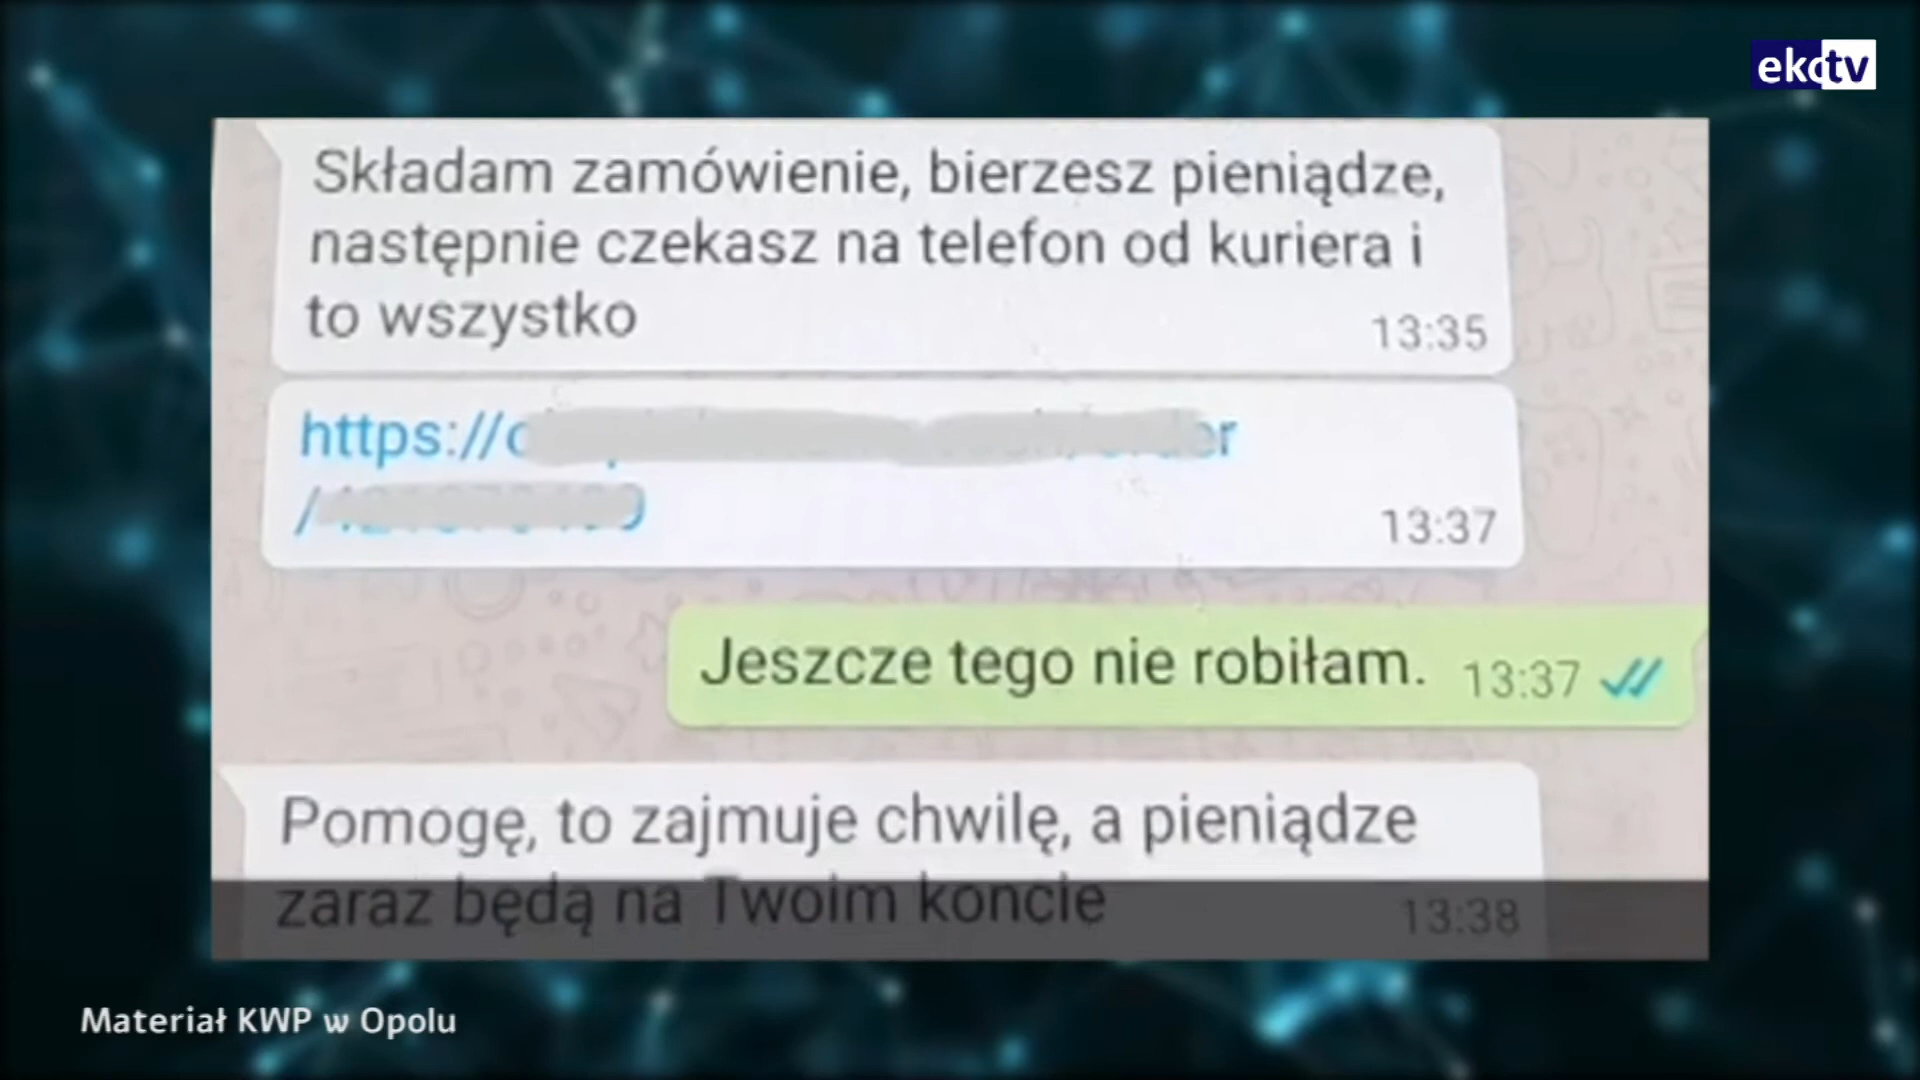 ekotv
Składam zamówienie, bierzesz pieniądze,
następnie czekasz na telefon od kuriera i
to wszystko
13:35
https://
13:37
Jeszcze tego nie robiłam. 13:37
Pomogę, to zajmuje chwilę, a pieniądze
zaraz będą na Twoim koncie
13:38
Materiał KWP w Opolu